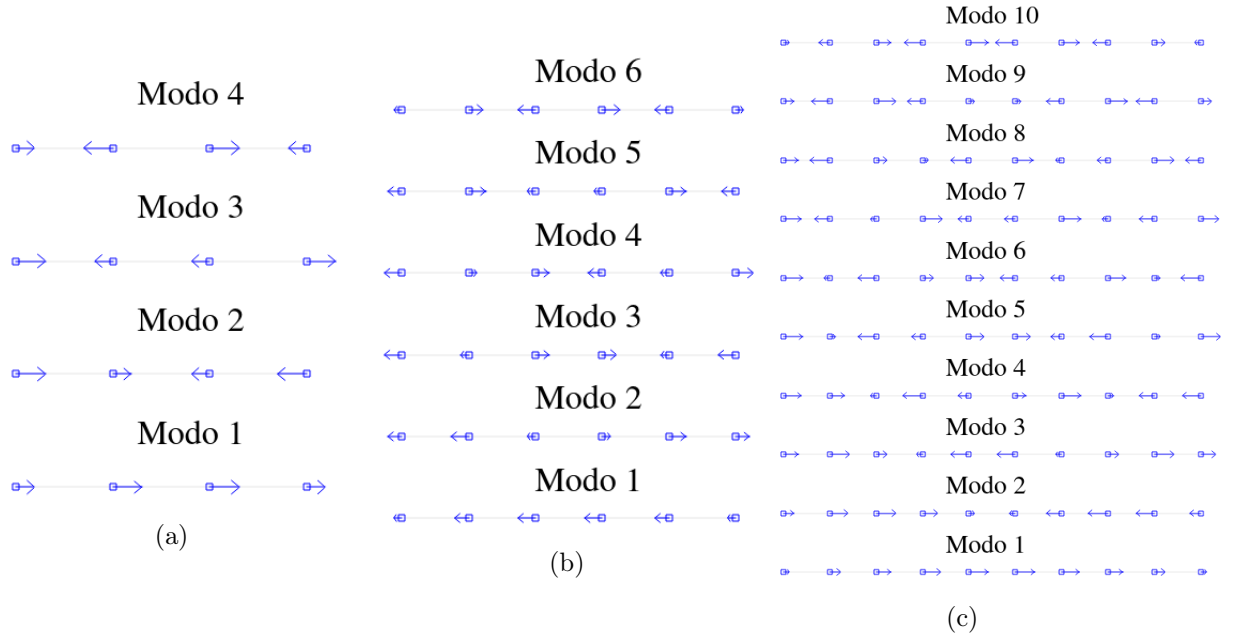 Modo 4
Modo 3
Modo 2
Modo 1
(a)
Modo 6
Modo 5
Modo 4
Modo 3
Modo 2
Modo 1
(b)
Modo 10
Modo 9
Modo 8
Modo 7
Modo 6
Modo 5
Modo 4
Modo 3
Modo 2
Modo 1
(c)